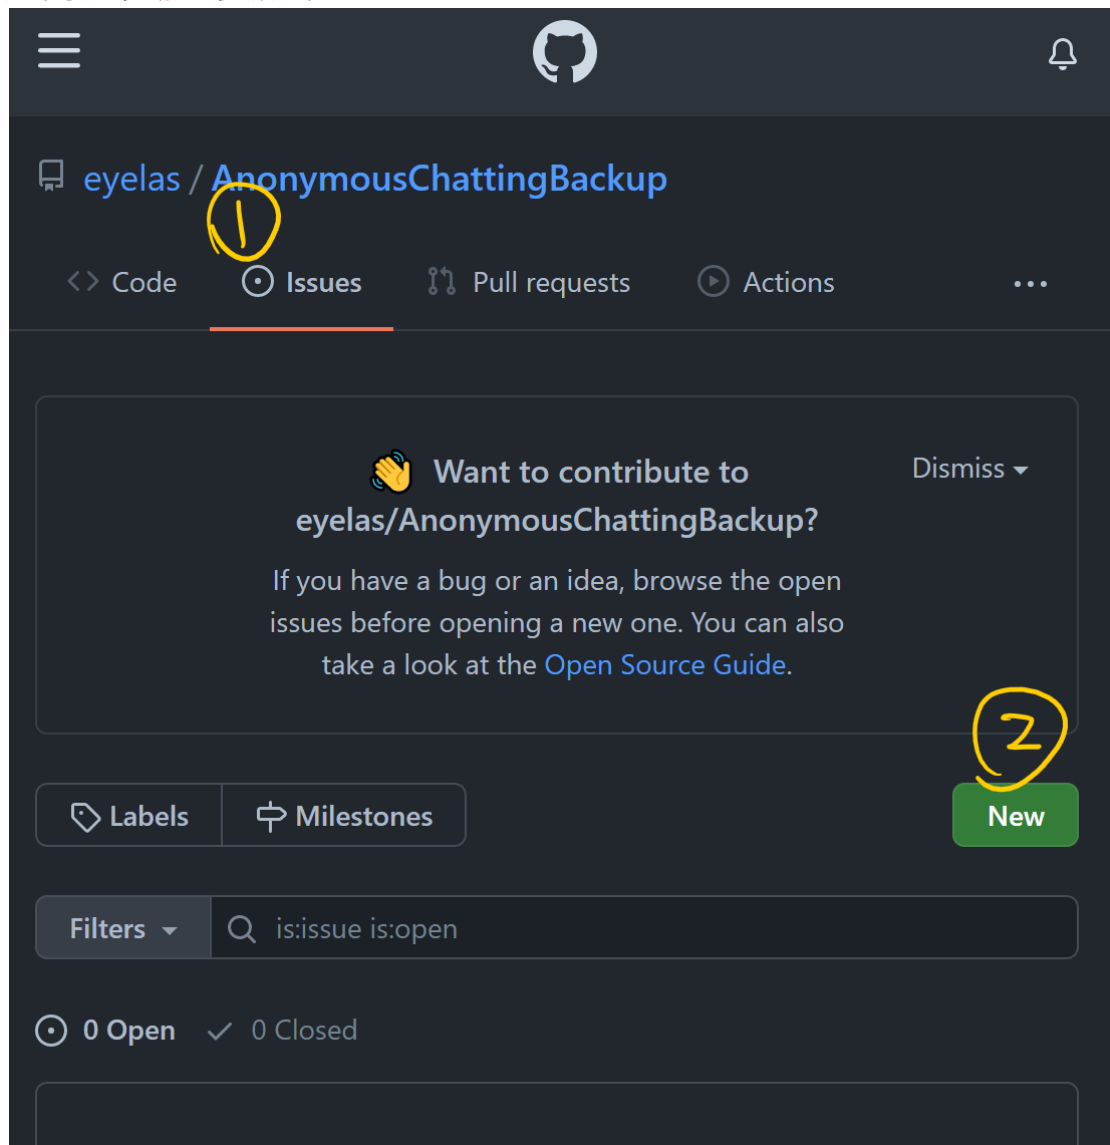 eyelas / AnonymousChattingBackup
1
Code Issues Pull requests Actions ...
👋 Want to contribute to
Dismiss
eyelas/AnonymousChattingBackup?
If you have a bug or an idea, browse the open
issues before opening a new one. You can also
take a look at the Open Source Guide.
2
Labels Milestones New
Filters is:issue is:open
0 Open 0 Closed